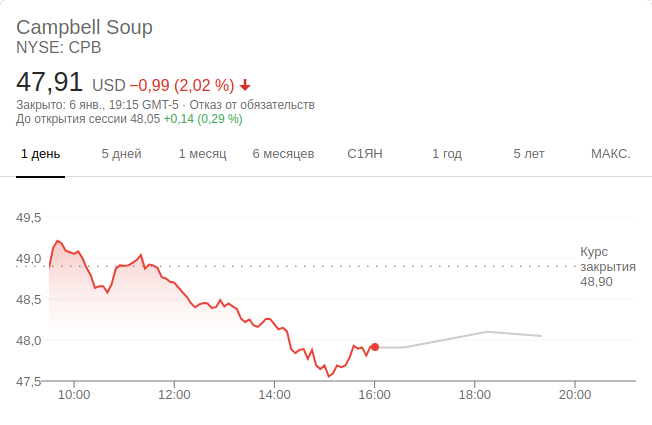 Campbell Soup
NYSE: CPB
47,91 USD −0,99 (2,02 %)
Закрыто: 6 янв., 19:15 GMT-5 · Отказ от обязательств
До открытия сессии 48,05 +0,14 (0,29 %)
1 день 5 дней 1 месяц 6 месяцев С1ЯН 1 год 5 лет МАКС.
49,5
49,0
48,5
48,0
47,5
Курс
закрытия
48,90
10:00 12:00 14:00 16:00 18:00 20:00